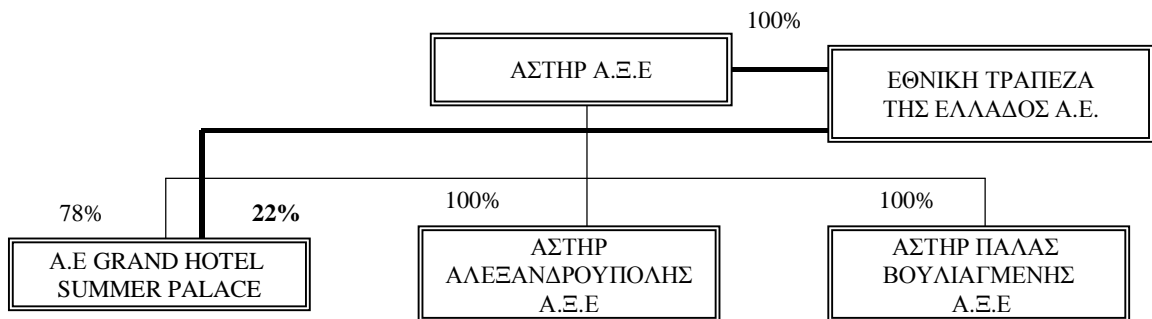 100%
ΑΣΤΗΡ Α.Ξ.Ε
ΕΘΝΙΚΗ ΤΡΑΠΕΖΑ
ΤΗΣ ΕΛΛΑΔΟΣ Α.Ε.
78%
22%
100%
100%
Α.Ε GRAND HOTEL
SUMMER PALACE
ΑΣΤΗΡ
ΑΛΕΞΑΝΔΡΟΥΠΟΛΗΣ
Α.Ξ.Ε
ΑΣΤΗΡ ΠΑΛΑΣ
ΒΟΥΛΙΑΓΜΕΝΗΣ
Α.Ξ.Ε